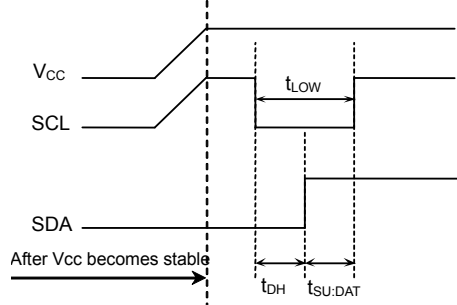 VCC
tLOW
SCL
SDA
After Vcc becomes stable
tDH
tSU:DAT